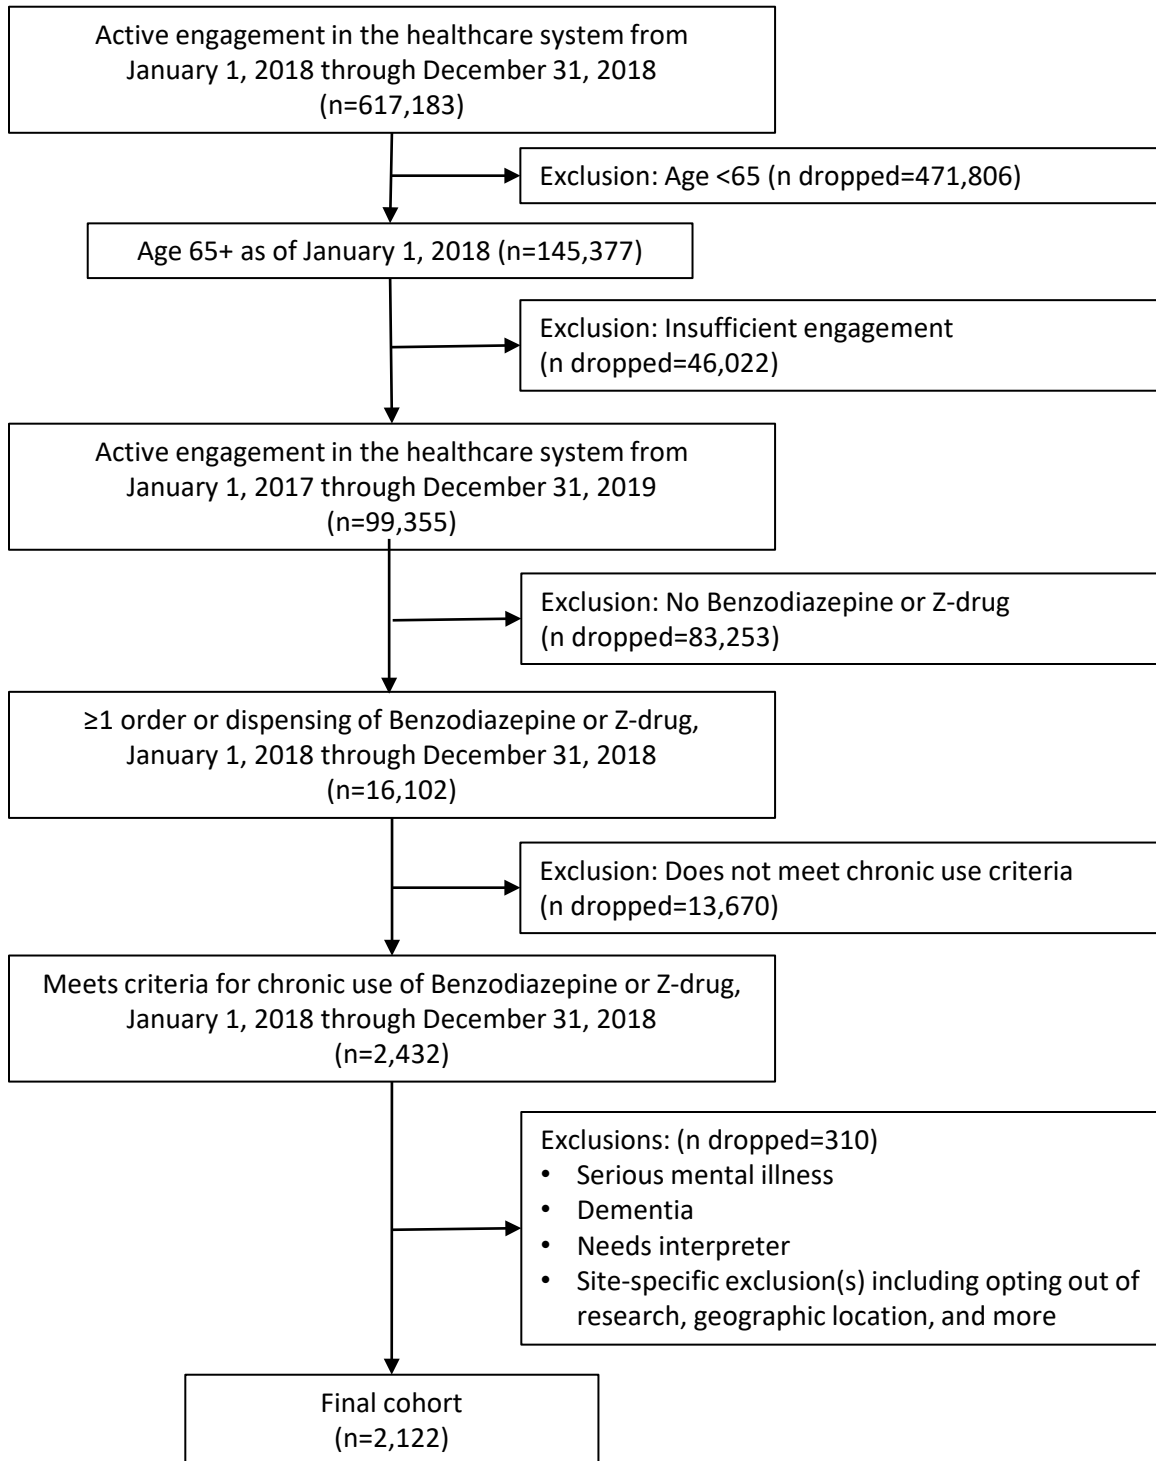 Active engagement in the healthcare system from
January 1, 2018 through December 31, 2018
(n=617,183)
Exclusion: Age <65 (n dropped=471,806)
Age 65+ as of January 1, 2018 (n=145,377)
Exclusion: Insufficient engagement
(n dropped=46,022)
Active engagement in the healthcare system from
January 1, 2017 through December 31, 2019
(n=99,355)
Exclusion: No Benzodiazepine or Z-drug
(n dropped=83,253)
≥1 order or dispensing of Benzodiazepine or Z-drug,
January 1, 2018 through December 31, 2018
(n=16,102)
Exclusion: Does not meet chronic use criteria
(n dropped=13,670)
Meets criteria for chronic use of Benzodiazepine or Z-drug,
January 1, 2018 through December 31, 2018
(n=2,432)
Exclusions: (n dropped=310)
• Serious mental illness
• Dementia
• Needs interpreter
• Site-specific exclusion(s) including opting out of
research, geographic location, and more
Final cohort
(n=2,122)